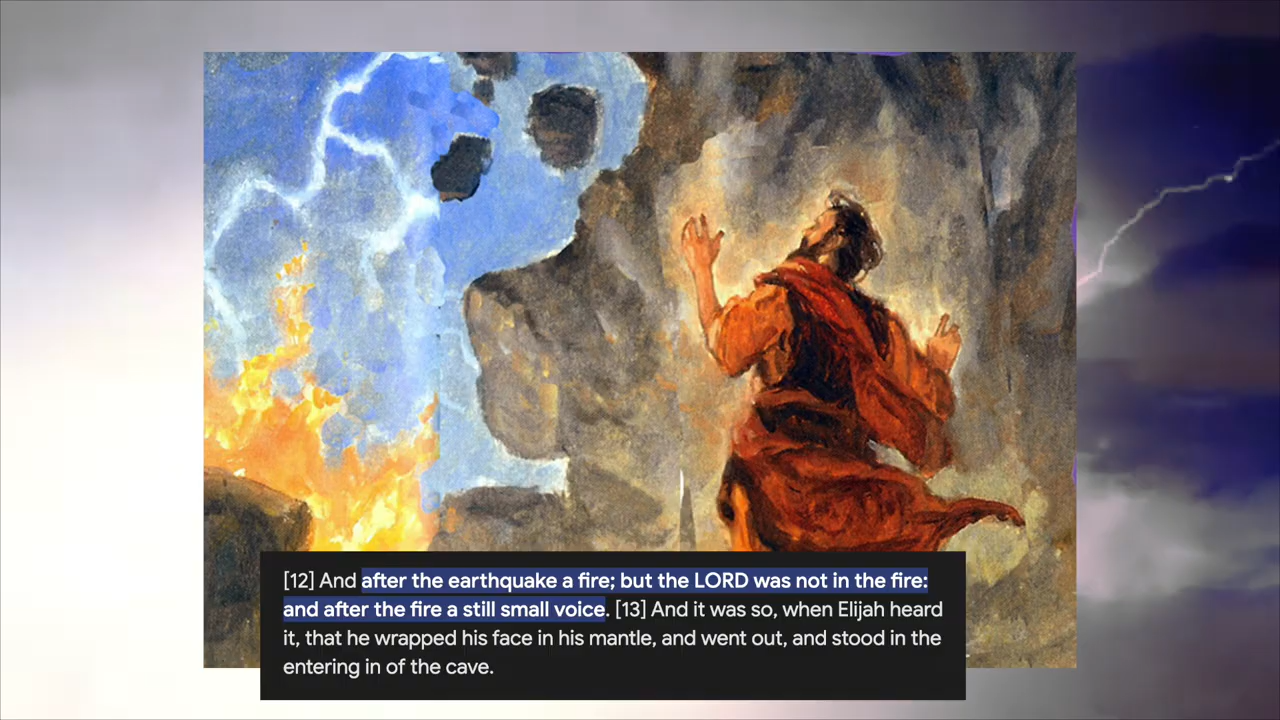 [12] And after the earthquake a fire; but the LORD was not in the fire:
and after the fire a still small voice. [13] And it was so, when Elijah heard
it, that he wrapped his face in his mantle, and went out, and stood in the
entering in of the cave.